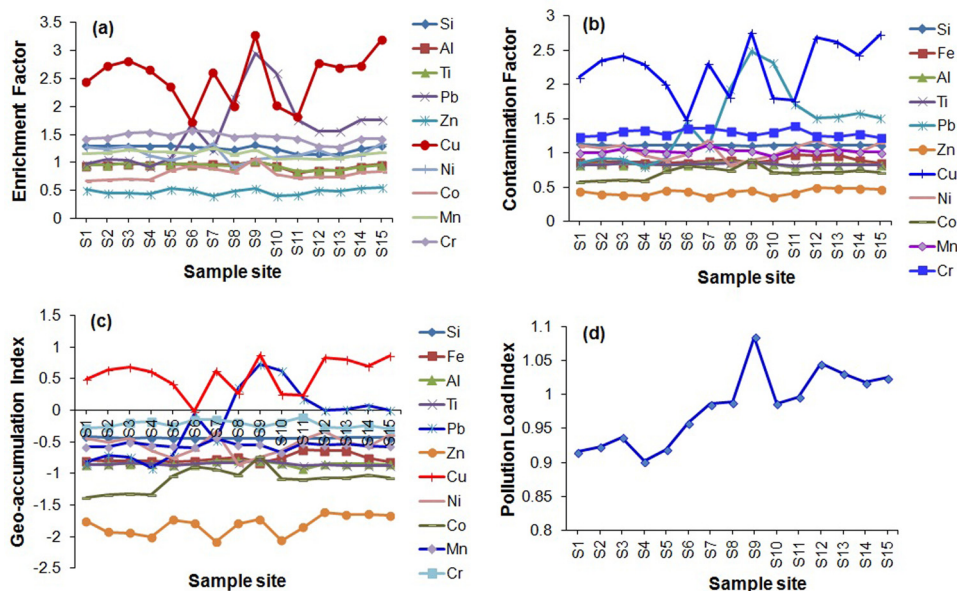 (a)
Enrichment Factor
3.5
3
2.5
2
1.5
1
0.5
0
S1 S2 S3 S4 S5 S6 S7 S8 S9 S10 S11 S12 S13 S14 S15
Sample site
Si
Al
Ti
Pb
Zn
Cu
Ni
Co
Mn
Cr
(b)
Contamination Factor
3
2.5
2
1.5
1
0.5
0
S1 S2 S3 S4 S5 S6 S7 S8 S9 S10 S11 S12 S13 S14 S15
Sample site
Si
Fe
Al
Ti
Pb
Cu
Zn
Ni
Co
Mn
Cr
(c)
Geo-accumulation Index
1.5
1
0.5
0
-0.5
-1
-1.5
-2
-2.5
S1 S2 S3 S4 S5 S6 S7 S8 S9 S10 S11 S12 S13 S14 S15
Sample site
Si
Fe
Al
Ti
Pb
Zn
Cu
Ni
Co
Mn
Cr
(d)
Pollution Load Index
1.1
1.05
1
0.95
0.9
0.85
0.8
S1 S2 S3 S4 S5 S6 S7 S8 S9 S10 S11 S12 S13 S14 S15
Sample site